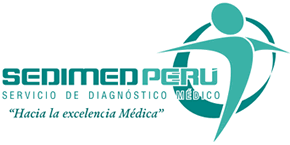 SEDIMED PERÚ
SERVICIO DE DIAGNÓSTICO MÉDICO
“Hacia la excelencia Médica”